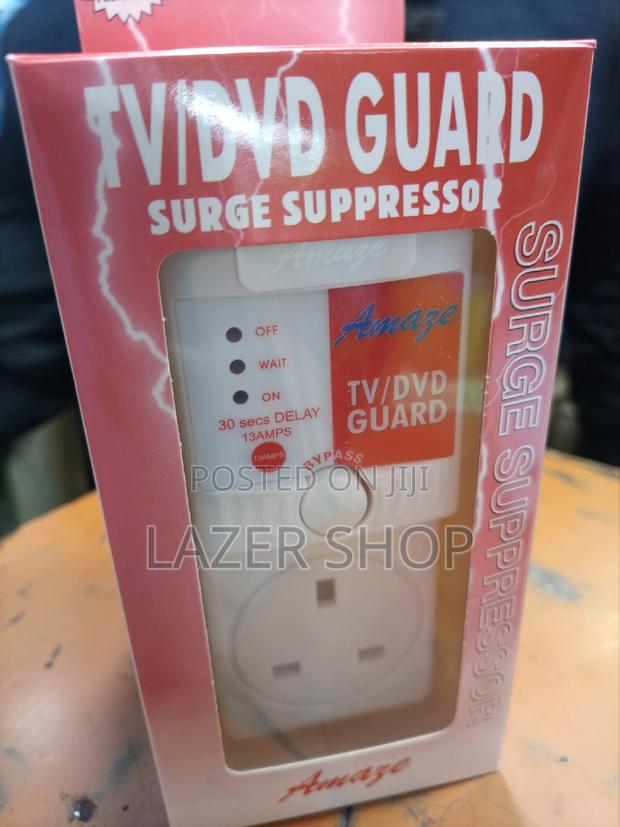 TV/DVD GUARD
SURGE SUPPRESSOR
Amaze
OFF
WAIT
ON
30 secs DELAY
13AMPS
13AMPS
Amaze
TV/DVD
GUARD
BYPASS
SURGE SUPPRESSOR
POSTED ON JIJI
LAZER SHOP
Amaze